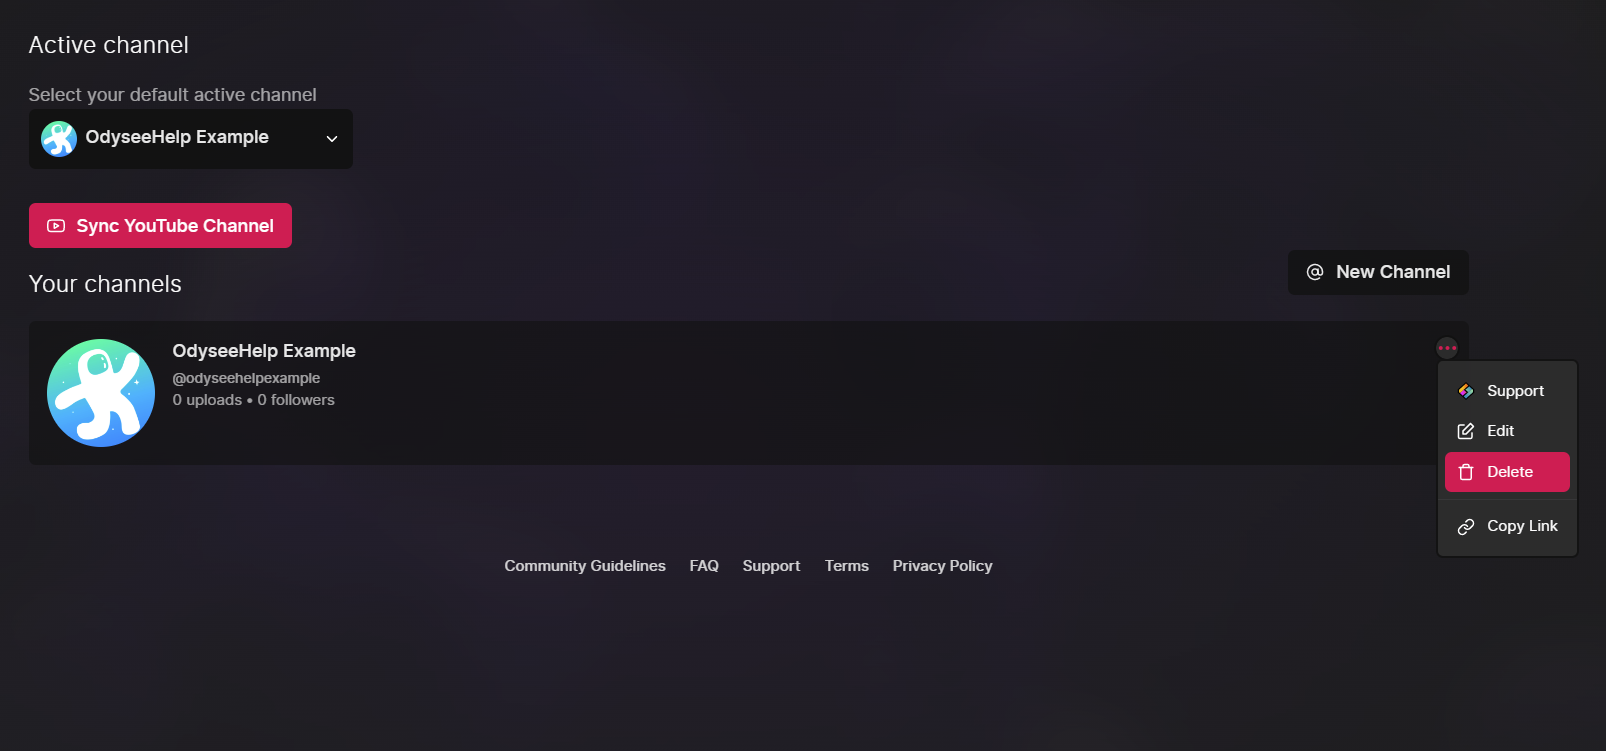 Active channel
Select your default active channel
OdyseeHelp Example
Sync YouTube Channel
New Channel
Your channels
OdyseeHelp Example
@odyseehelpexample
0 uploads • 0 followers
Support
Edit
Delete
Copy Link
Community Guidelines FAQ Support Terms Privacy Policy